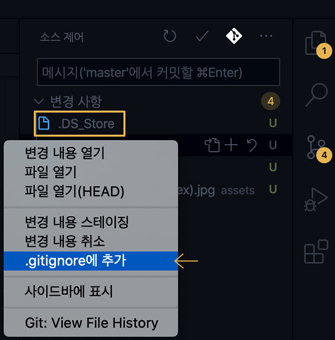 소스 제어
메시지('master'에서 커밋할 ⌘Enter)
변경 사항
4
.DS_Store
U
변경 내용 열기
U
파일 열기
U
파일 열기(HEAD)
ex).jpg assets
U
변경 내용 스테이징
변경 내용 취소
.gitignore에 추가
사이드바에 표시
Git: View File History
1
4